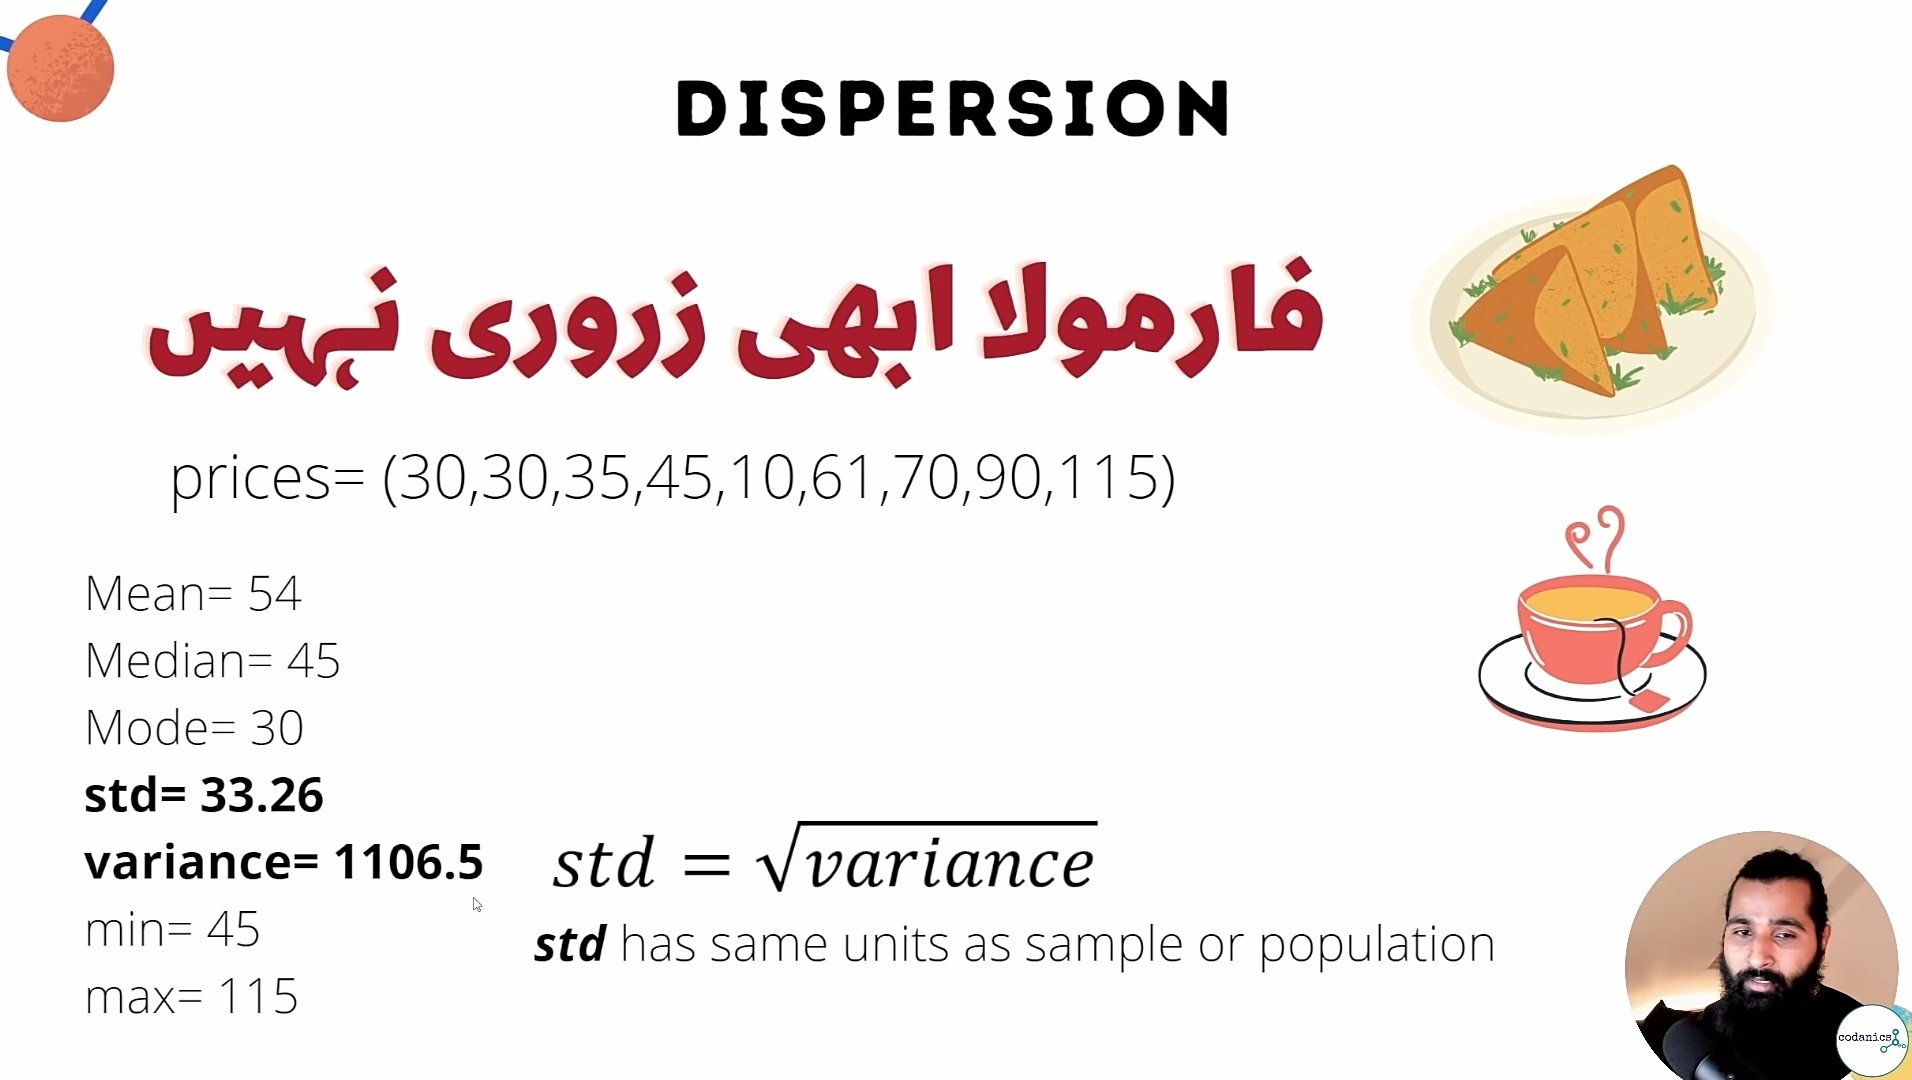 DISPERSION
فارمولا ابھی زروری نہیں
prices= (30,30,35,45,10,61,70,90,115)
Mean= 54
Median= 45
Mode= 30
std= 33.26
variance= 1106.5
min= 45
max= 115
std = √variance
std has same units as sample or population
codanics